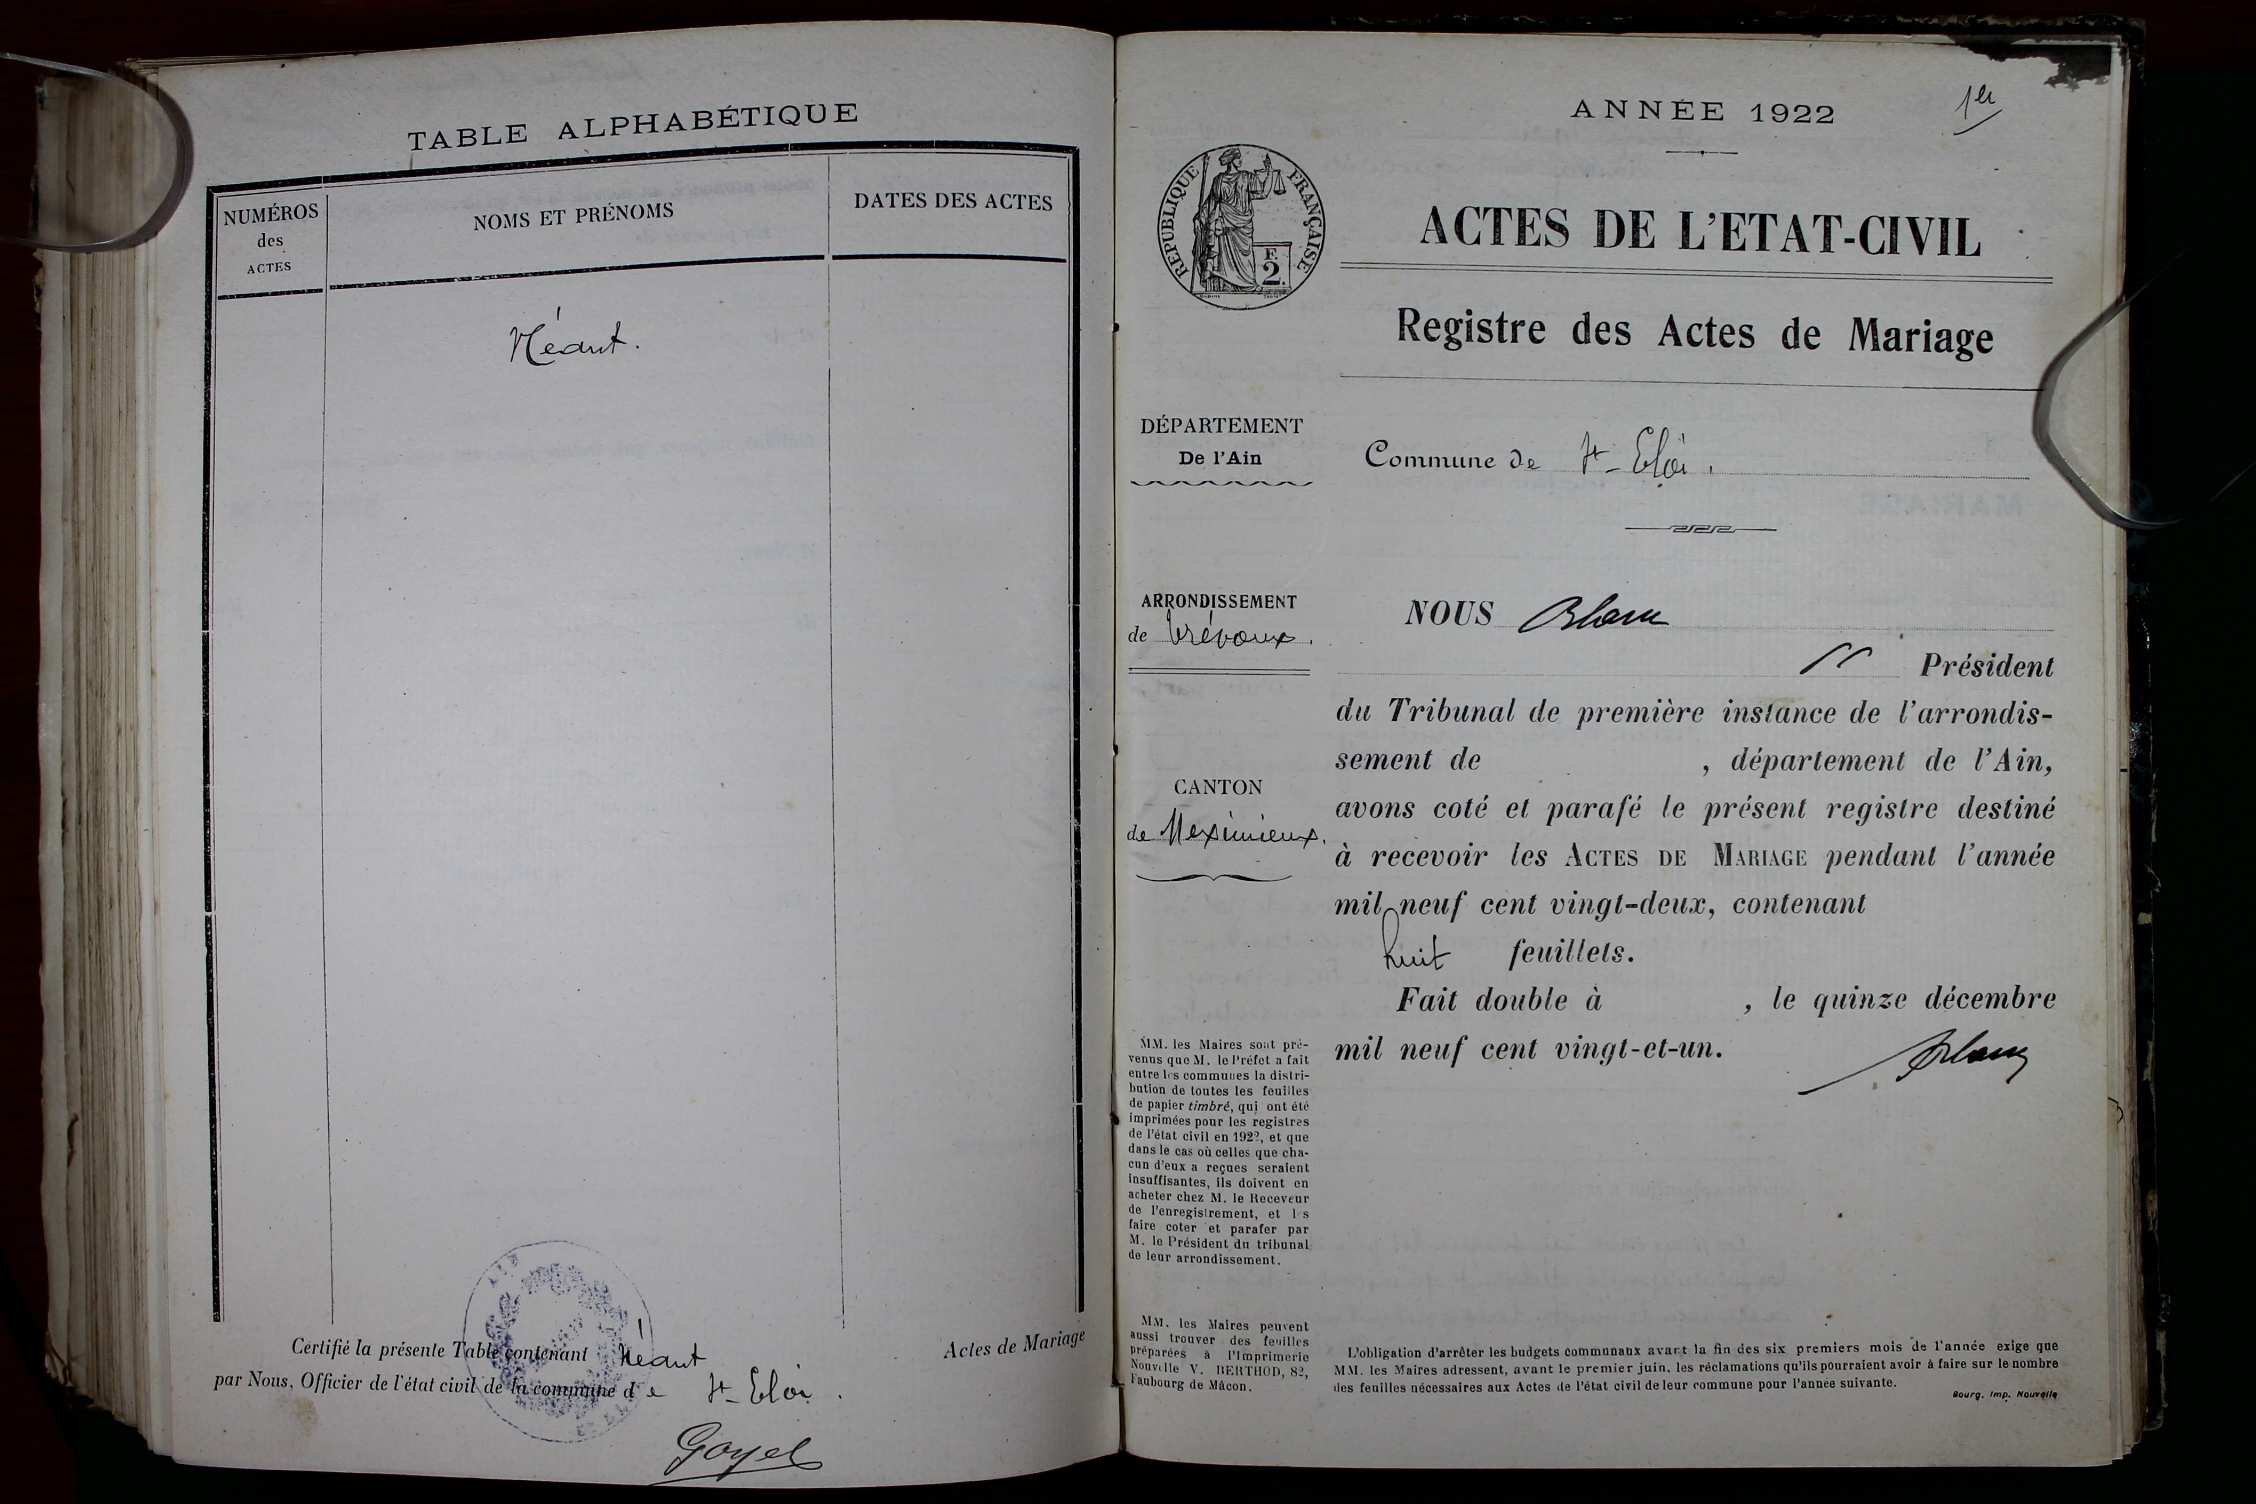 TABLE ALPHABÉTIQUE
NUMÉROS
des
ACTES
NOMS ET PRÉNOMS
DATES DES ACTES
Néant.
Certifié la présente Table contenant Néant Actes de Mariage
par Nous, Officier de l'état civil de la commune de St-Eloi.
Goyel
1er
ANNÉE 1922
RÉPUBLIQUE FRANÇAISE
F.
2.
ACTES DE L'ETAT-CIVIL
Registre des Actes de Mariage
DÉPARTEMENT
De l'Ain
Commune de St-Eloi.
ARRONDISSEMENT
de Trévoux.
CANTON
de Meximieux.
NOUS Blanc
Président
du Tribunal de première instance de l'arrondis-
sement de , département de l'Ain,
avons coté et parafé le présent registre destiné
à recevoir les ACTES DE MARIAGE pendant l'année
mil neuf cent vingt-deux, contenant
huit feuillets.
Fait double à , le quinze décembre
mil neuf cent vingt-et-un.
Blanc
MM. les Maires sont pré-
venus que M. le Préfet a fait
entre les communes la distri-
bution de toutes les feuilles
de papier timbré, qui ont été
imprimées pour les registres
de l'état civil en 1922, et que
dans le cas où celles que cha-
cun d'eux a reçues seraient
insuffisantes, ils doivent en
acheter chez M. le Receveur
de l'enregistrement, et les
faire coter et parafer par
M. le Président du tribunal
de leur arrondissement.
MM. les Maires peuvent
aussi trouver des feuilles
préparées à l'Imprimerie
Nouvelle V. BERTHOD, 82,
Faubourg de Mâcon.
L'obligation d'arrêter les budgets communaux avant la fin des six premiers mois de l'année exige que
MM. les Maires adressent, avant le premier juin, les réclamations qu'ils pourraient avoir à faire sur le nombre
des feuilles nécessaires aux Actes de l'état civil de leur commune pour l'année suivante.
Bourg. Imp. Nouvelle